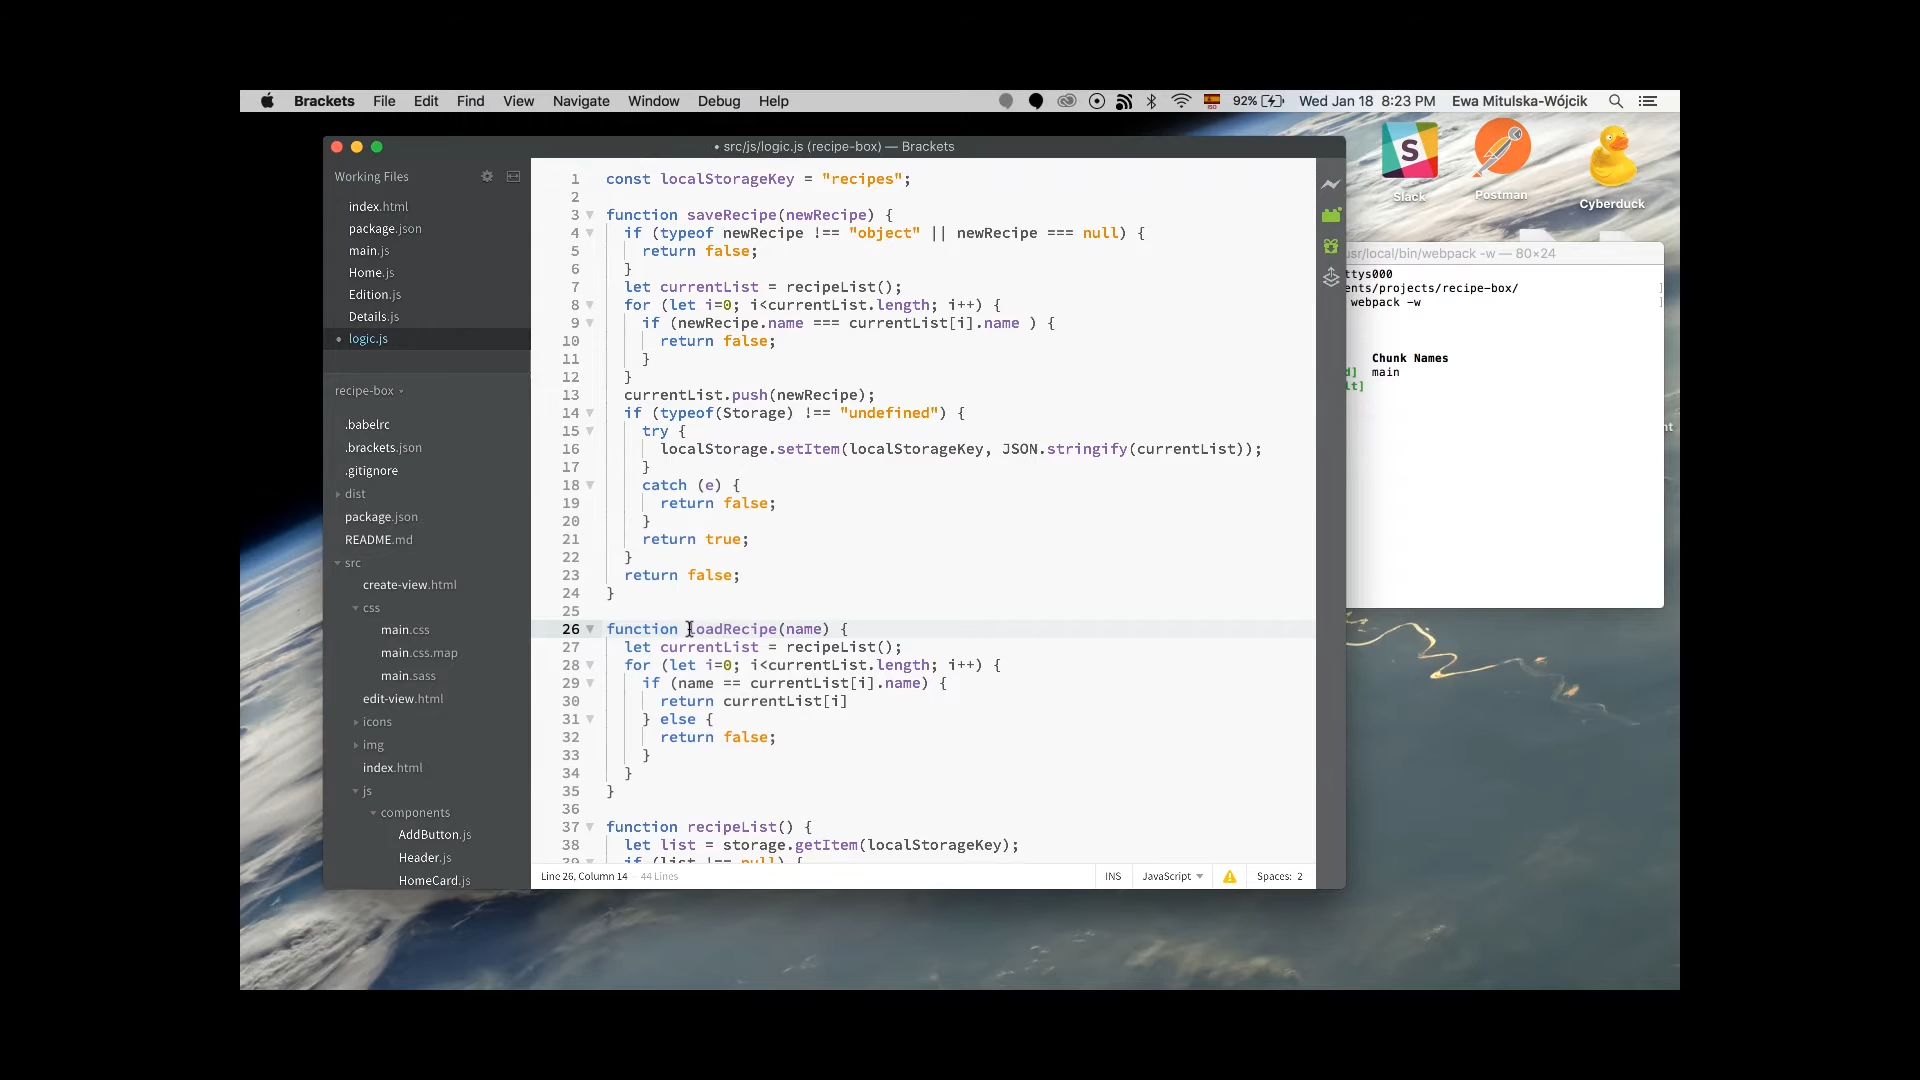 Brackets File Edit Find View Navigate Window Debug Help 92% Wed Jan 18 8:23 PM Ewa Mitulska-Wójcik
• src/js/logic.js (recipe-box) — Brackets
Working Files
index.html
package.json
main.js
Home.js
Edition.js
Details.js
• logic.js
recipe-box
.babelrc
.brackets.json
.gitignore
dist
package.json
README.md
src
create-view.html
css
main.css
main.css.map
main.sass
edit-view.html
icons
img
index.html
js
components
AddButton.js
Header.js
HomeCard.js
1 const localStorageKey = "recipes";
2
3 function saveRecipe(newRecipe) {
4 if (typeof newRecipe !== "object" || newRecipe === null) {
5 return false;
6 }
7 let currentList = recipeList();
8 for (let i=0; i<currentList.length; i++) {
9 if (newRecipe.name === currentList[i].name ) {
10 return false;
11 }
12 }
13 currentList.push(newRecipe);
14 if (typeof(Storage) !== "undefined") {
15 try {
16 localStorage.setItem(localStorageKey, JSON.stringify(currentList));
17 }
18 catch (e) {
19 return false;
20 }
21 return true;
22 }
23 return false;
24 }
25
26 function loadRecipe(name) {
27 let currentList = recipeList();
28 for (let i=0; i<currentList.length; i++) {
29 if (name == currentList[i].name) {
30 return currentList[i]
31 } else {
32 return false;
33 }
34 }
35 }
36
37 function recipeList() {
38 let list = storage.getItem(localStorageKey);
39 if (list !== null) {
Line 26, Column 14 — 44 Lines
INS JavaScript Spaces: 2
Slack
Postman
Cyberduck
usr/local/bin/webpack -w — 80×24
ttys000
ents/projects/recipe-box/ ]
webpack -w ]
Chunk Names
d] main
lt]
nt